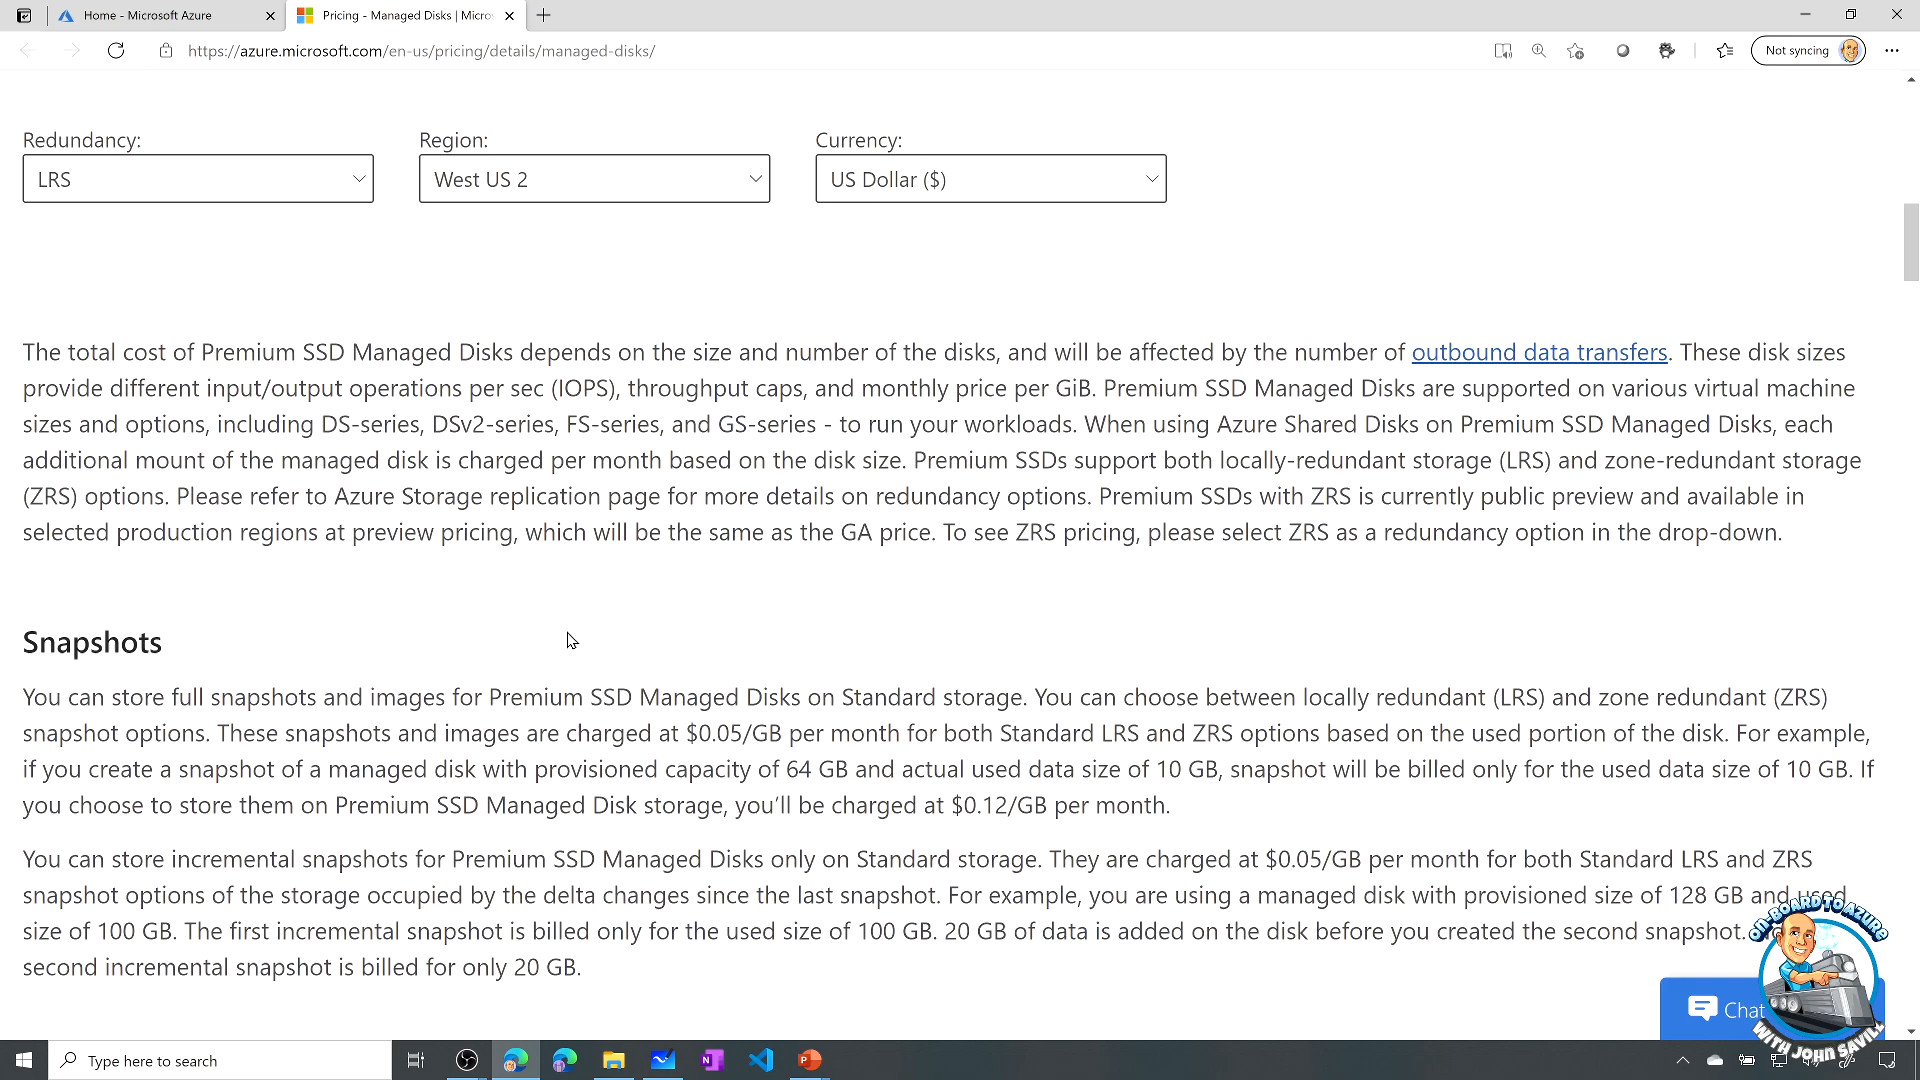 Home - Microsoft Azure
Pricing - Managed Disks | Micros
https://azure.microsoft.com/en-us/pricing/details/managed-disks/
Not syncing
Redundancy:
Region:
Currency:
LRS
West US 2
US Dollar ($)
The total cost of Premium SSD Managed Disks depends on the size and number of the disks, and will be affected by the number of outbound data transfers. These disk sizes
provide different input/output operations per sec (IOPS), throughput caps, and monthly price per GiB. Premium SSD Managed Disks are supported on various virtual machine
sizes and options, including DS-series, DSv2-series, FS-series, and GS-series - to run your workloads. When using Azure Shared Disks on Premium SSD Managed Disks, each
additional mount of the managed disk is charged per month based on the disk size. Premium SSDs support both locally-redundant storage (LRS) and zone-redundant storage
(ZRS) options. Please refer to Azure Storage replication page for more details on redundancy options. Premium SSDs with ZRS is currently public preview and available in
selected production regions at preview pricing, which will be the same as the GA price. To see ZRS pricing, please select ZRS as a redundancy option in the drop-down.
Snapshots
You can store full snapshots and images for Premium SSD Managed Disks on Standard storage. You can choose between locally redundant (LRS) and zone redundant (ZRS)
snapshot options. These snapshots and images are charged at $0.05/GB per month for both Standard LRS and ZRS options based on the used portion of the disk. For example,
if you create a snapshot of a managed disk with provisioned capacity of 64 GB and actual used data size of 10 GB, snapshot will be billed only for the used data size of 10 GB. If
you choose to store them on Premium SSD Managed Disk storage, you'll be charged at $0.12/GB per month.
You can store incremental snapshots for Premium SSD Managed Disks only on Standard storage. They are charged at $0.05/GB per month for both Standard LRS and ZRS
snapshot options of the storage occupied by the delta changes since the last snapshot. For example, you are using a managed disk with provisioned size of 128 GB and used
size of 100 GB. The first incremental snapshot is billed only for the used size of 100 GB. 20 GB of data is added on the disk before you created the second snapshot.
second incremental snapshot is billed for only 20 GB.
ON-BOARD TO AZURE
Chat
WITH JOHN SAVILL
Type here to search